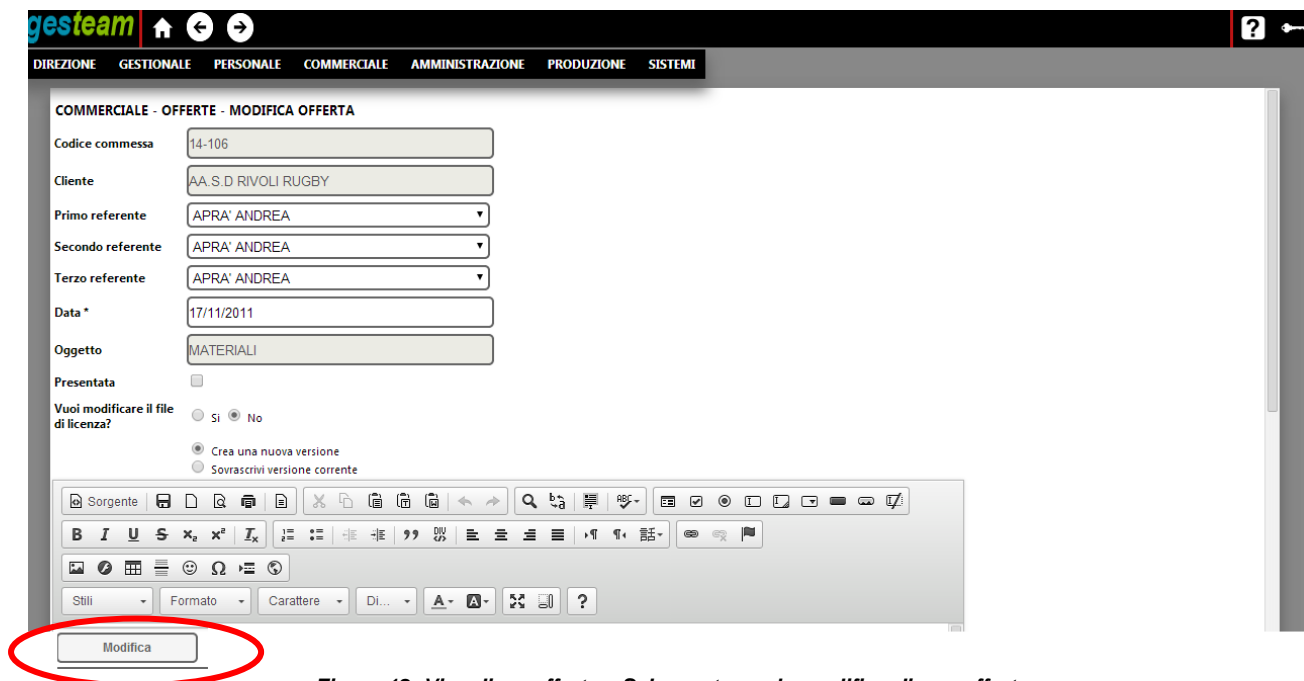 gesteam
?
DIREZIONE GESTIONALE PERSONALE COMMERCIALE AMMINISTRAZIONE PRODUZIONE SISTEMI
COMMERCIALE - OFFERTE - MODIFICA OFFERTA
Codice commessa 14-106
Cliente AA.S.D RIVOLI RUGBY
Primo referente APRA' ANDREA
Secondo referente APRA' ANDREA
Terzo referente APRA' ANDREA
Data * 17/11/2011
Oggetto MATERIALI
Presentata
Vuoi modificare il file
di licenza?
Si No
Crea una nuova versione
Sovrascrivi versione corrente
Sorgente
B I U S x₂ x² Iₓ
Stili Formato Carattere Di... A A ?
Modifica